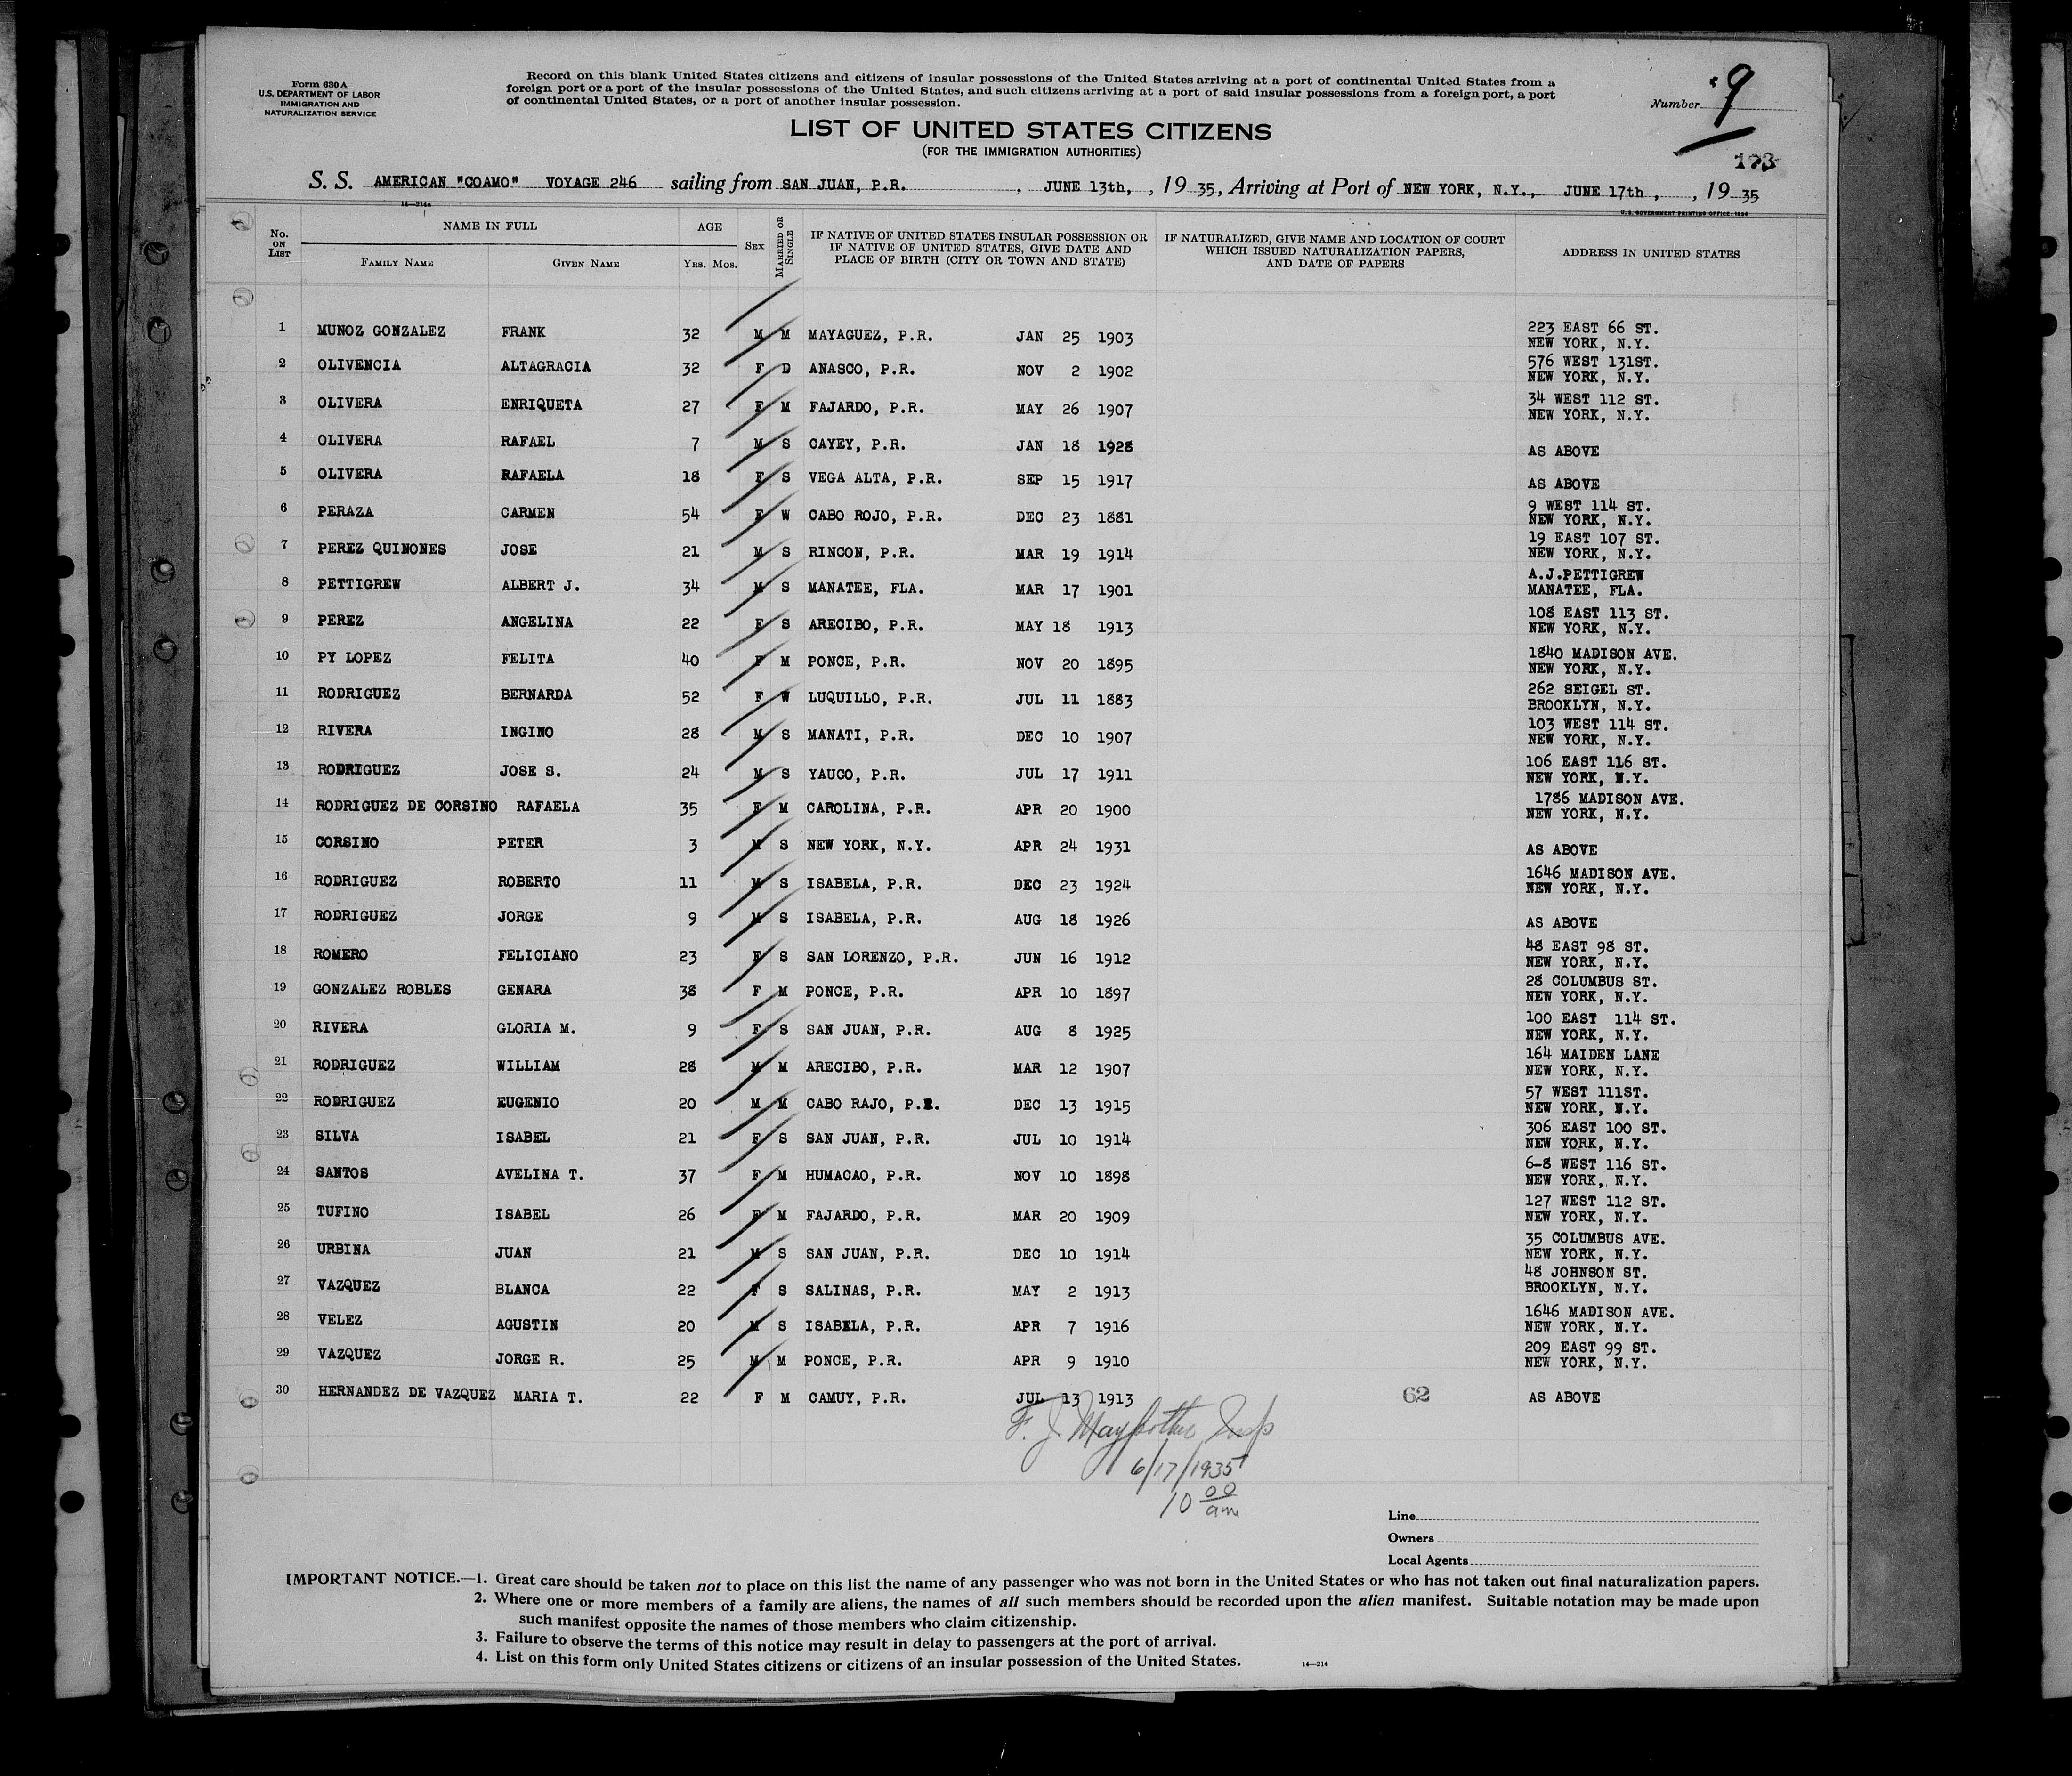 Form 630 A
U.S. DEPARTMENT OF LABOR
IMMIGRATION AND
NATURALIZATION SERVICE
Record on this blank United States citizens and citizens of insular possessions of the United States arriving at a port of continental United States from a
foreign port or a port of the insular possessions of the United States, and such citizens arriving at a port of said insular possessions from a foreign port, a port
of continental United States, or a port of another insular possession.
Number 9
LIST OF UNITED STATES CITIZENS
(FOR THE IMMIGRATION AUTHORITIES)
173
S. S. AMERICAN "COAMO" VOYAGE 246 sailing from SAN JUAN, P.R. , JUNE 13th, , 19 35, Arriving at Port of NEW YORK, N.Y., JUNE 17th , , 19 35
14—214a
U.S. GOVERNMENT PRINTING OFFICE: 1934
No. ON LIST
NAME IN FULL
FAMILY NAME GIVEN NAME
AGE
YRS. MOS.
SEX
MARRIED OR SINGLE
IF NATIVE OF UNITED STATES INSULAR POSSESSION OR
IF NATIVE OF UNITED STATES, GIVE DATE AND
PLACE OF BIRTH (CITY OR TOWN AND STATE)
IF NATURALIZED, GIVE NAME AND LOCATION OF COURT
WHICH ISSUED NATURALIZATION PAPERS,
AND DATE OF PAPERS
ADDRESS IN UNITED STATES
1 MUNOZ GONZALEZ FRANK 32 M M MAYAGUEZ, P.R. JAN 25 1903 223 EAST 66 ST.
NEW YORK, N.Y.
2 OLIVENCIA ALTAGRACIA 32 F D ANASCO, P.R. NOV 2 1902 576 WEST 131ST.
NEW YORK, N.Y.
3 OLIVERA ENRIQUETA 27 F M FAJARDO, P.R. MAY 26 1907 34 WEST 112 ST.
NEW YORK, N.Y.
4 OLIVERA RAFAEL 7 M S CAYEY, P.R. JAN 18 1928 AS ABOVE
5 OLIVERA RAFAELA 18 F S VEGA ALTA, P.R. SEP 15 1917 AS ABOVE
6 PERAZA CARMEN 54 F W CABO ROJO, P.R. DEC 23 1881 9 WEST 114 ST.
NEW YORK, N.Y.
7 PEREZ QUINONES JOSE 21 M S RINCON, P.R. MAR 19 1914 19 EAST 107 ST.
NEW YORK, N.Y.
8 PETTIGREW ALBERT J. 34 M S MANATEE, FLA. MAR 17 1901 A.J.PETTIGREW
MANATEE, FLA.
9 PEREZ ANGELINA 22 F S ARECIBO, P.R. MAY 18 1913 108 EAST 113 ST.
NEW YORK, N.Y.
10 PY LOPEZ FELITA 40 F M PONCE, P.R. NOV 20 1895 1840 MADISON AVE.
NEW YORK, N.Y.
11 RODRIGUEZ BERNARDA 52 F W LUQUILLO, P.R. JUL 11 1883 262 SEIGEL ST.
BROOKLYN, N.Y.
12 RIVERA INGINO 28 M S MANATI, P.R. DEC 10 1907 103 WEST 114 ST.
NEW YORK, N.Y.
13 RODRIGUEZ JOSE S. 24 M S YAUCO, P.R. JUL 17 1911 106 EAST 116 ST.
NEW YORK, N.Y.
14 RODRIGUEZ DE CORSINO RAFAELA 35 F M CAROLINA, P.R. APR 20 1900 1786 MADISON AVE.
NEW YORK, N.Y.
15 CORSINO PETER 3 M S NEW YORK, N.Y. APR 24 1931 AS ABOVE
16 RODRIGUEZ ROBERTO 11 M S ISABELA, P.R. DEC 23 1924 1646 MADISON AVE.
NEW YORK, N.Y.
17 RODRIGUEZ JORGE 9 M S ISABELA, P.R. AUG 18 1926 AS ABOVE
18 ROMERO FELICIANO 23 F S SAN LORENZO, P.R. JUN 16 1912 48 EAST 98 ST.
NEW YORK, N.Y.
19 GONZALEZ ROBLES GENARA 38 F M PONCE, P.R. APR 10 1897 28 COLUMBUS ST.
NEW YORK, N.Y.
20 RIVERA GLORIA M. 9 F S SAN JUAN, P.R. AUG 8 1925 100 EAST 114 ST.
NEW YORK, N.Y.
21 RODRIGUEZ WILLIAM 28 M M ARECIBO, P.R. MAR 12 1907 164 MAIDEN LANE
NEW YORK, N.Y.
22 RODRIGUEZ EUGENIO 20 M M CABO RAJO, P.R. DEC 13 1915 57 WEST 111ST.
NEW YORK, N.Y.
23 SILVA ISABEL 21 F S SAN JUAN, P.R. JUL 10 1914 306 EAST 100 ST.
NEW YORK, N.Y.
24 SANTOS AVELINA T. 37 F M HUMACAO, P.R. NOV 10 1898 6-8 WEST 116 ST.
NEW YORK, N.Y.
25 TUFINO ISABEL 26 F M FAJARDO, P.R. MAR 20 1909 127 WEST 112 ST.
NEW YORK, N.Y.
26 URBINA JUAN 21 M S SAN JUAN, P.R. DEC 10 1914 35 COLUMBUS AVE.
NEW YORK, N.Y.
27 VAZQUEZ BLANCA 22 F S SALINAS, P.R. MAY 2 1913 48 JOHNSON ST.
BROOKLYN, N.Y.
28 VELEZ AGUSTIN 20 M S ISABELA, P.R. APR 7 1916 1646 MADISON AVE.
NEW YORK, N.Y.
29 VAZQUEZ JORGE R. 25 M M PONCE, P.R. APR 9 1910 209 EAST 99 ST.
NEW YORK, N.Y.
30 HERNANDEZ DE VAZQUEZ MARIA T. 22 F M CAMUY, P.R. JUL 13 1913 62 AS ABOVE
F. J. Insp
6/17/1935
10 00 am
Line
Owners
Local Agents
IMPORTANT NOTICE.—1. Great care should be taken not to place on this list the name of any passenger who was not born in the United States or who has not taken out final naturalization papers.
2. Where one or more members of a family are aliens, the names of all such members should be recorded upon the alien manifest. Suitable notation may be made upon
such manifest opposite the names of those members who claim citizenship.
3. Failure to observe the terms of this notice may result in delay to passengers at the port of arrival.
4. List on this form only United States citizens or citizens of an insular possession of the United States.
14—214